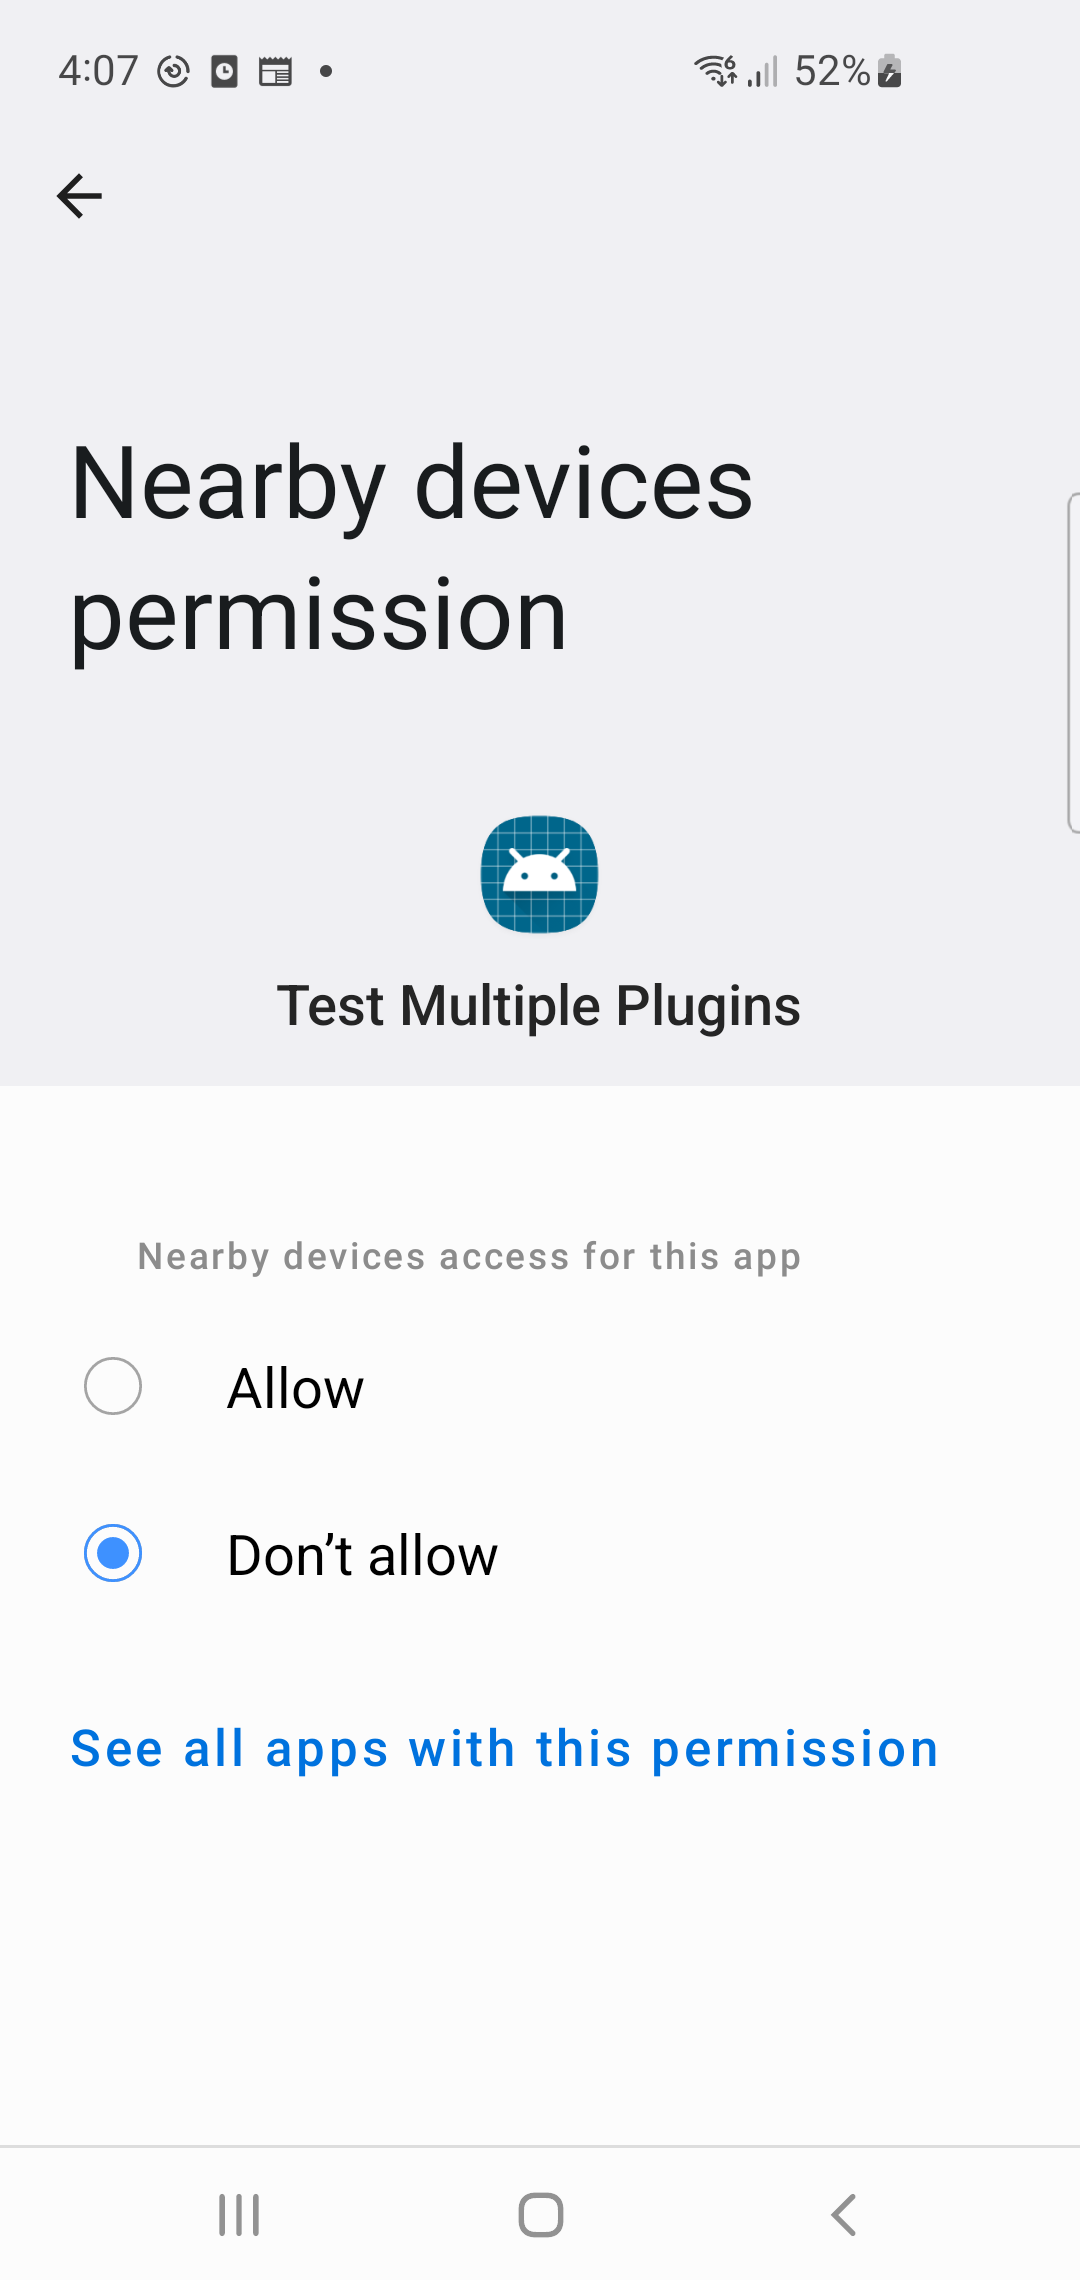 4:07 52%
Nearby devices
permission
Test Multiple Plugins
Nearby devices access for this app
Allow
Don’t allow
See all apps with this permission